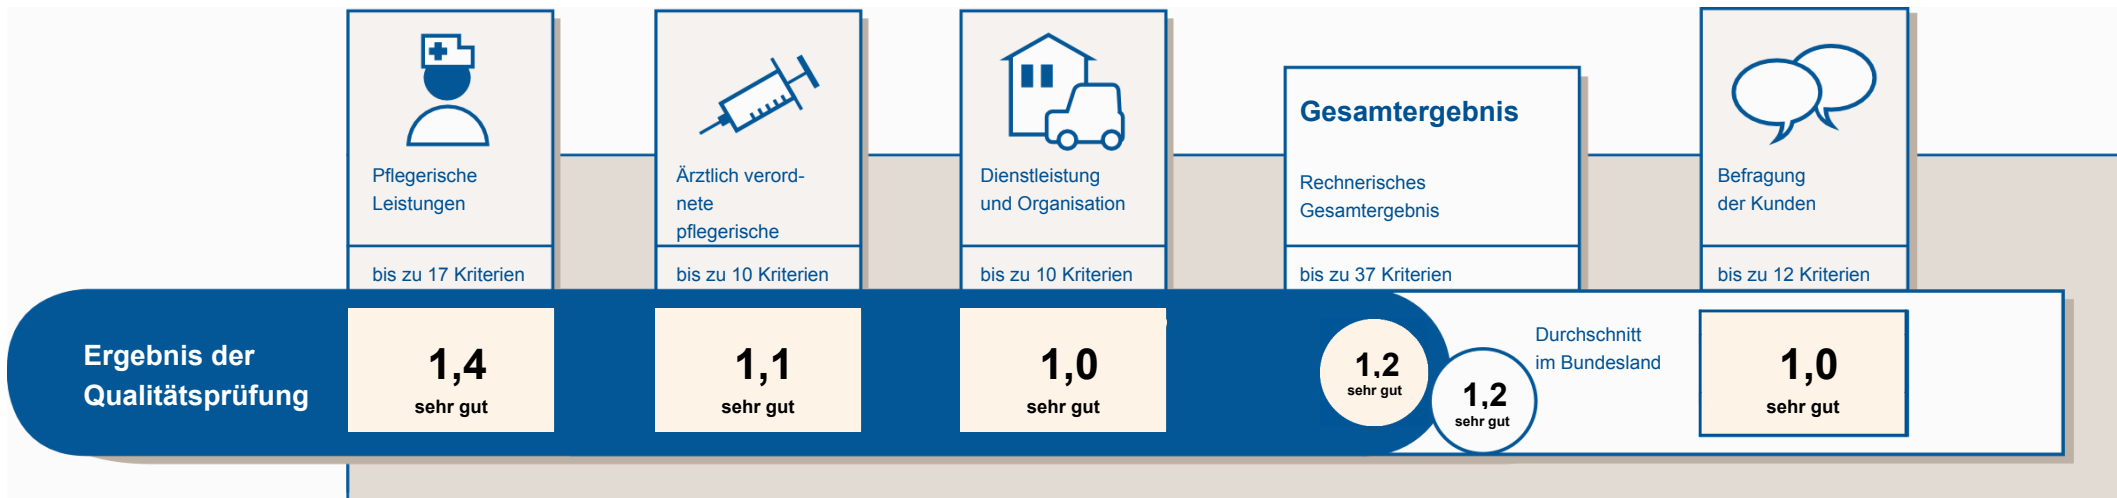 Pflegerische
Leistungen
bis zu 17 Kriterien
Ärztlich verord-
nete
pflegerische
bis zu 10 Kriterien
Dienstleistung
und Organisation
bis zu 10 Kriterien
Gesamtergebnis
Rechnerisches
Gesamtergebnis
bis zu 37 Kriterien
Befragung
der Kunden
bis zu 12 Kriterien
Ergebnis der
Qualitätsprüfung
1,4
sehr gut
1,1
sehr gut
1,0
sehr gut
1,2
sehr gut
1,2
sehr gut
Durchschnitt
im Bundesland
1,0
sehr gut